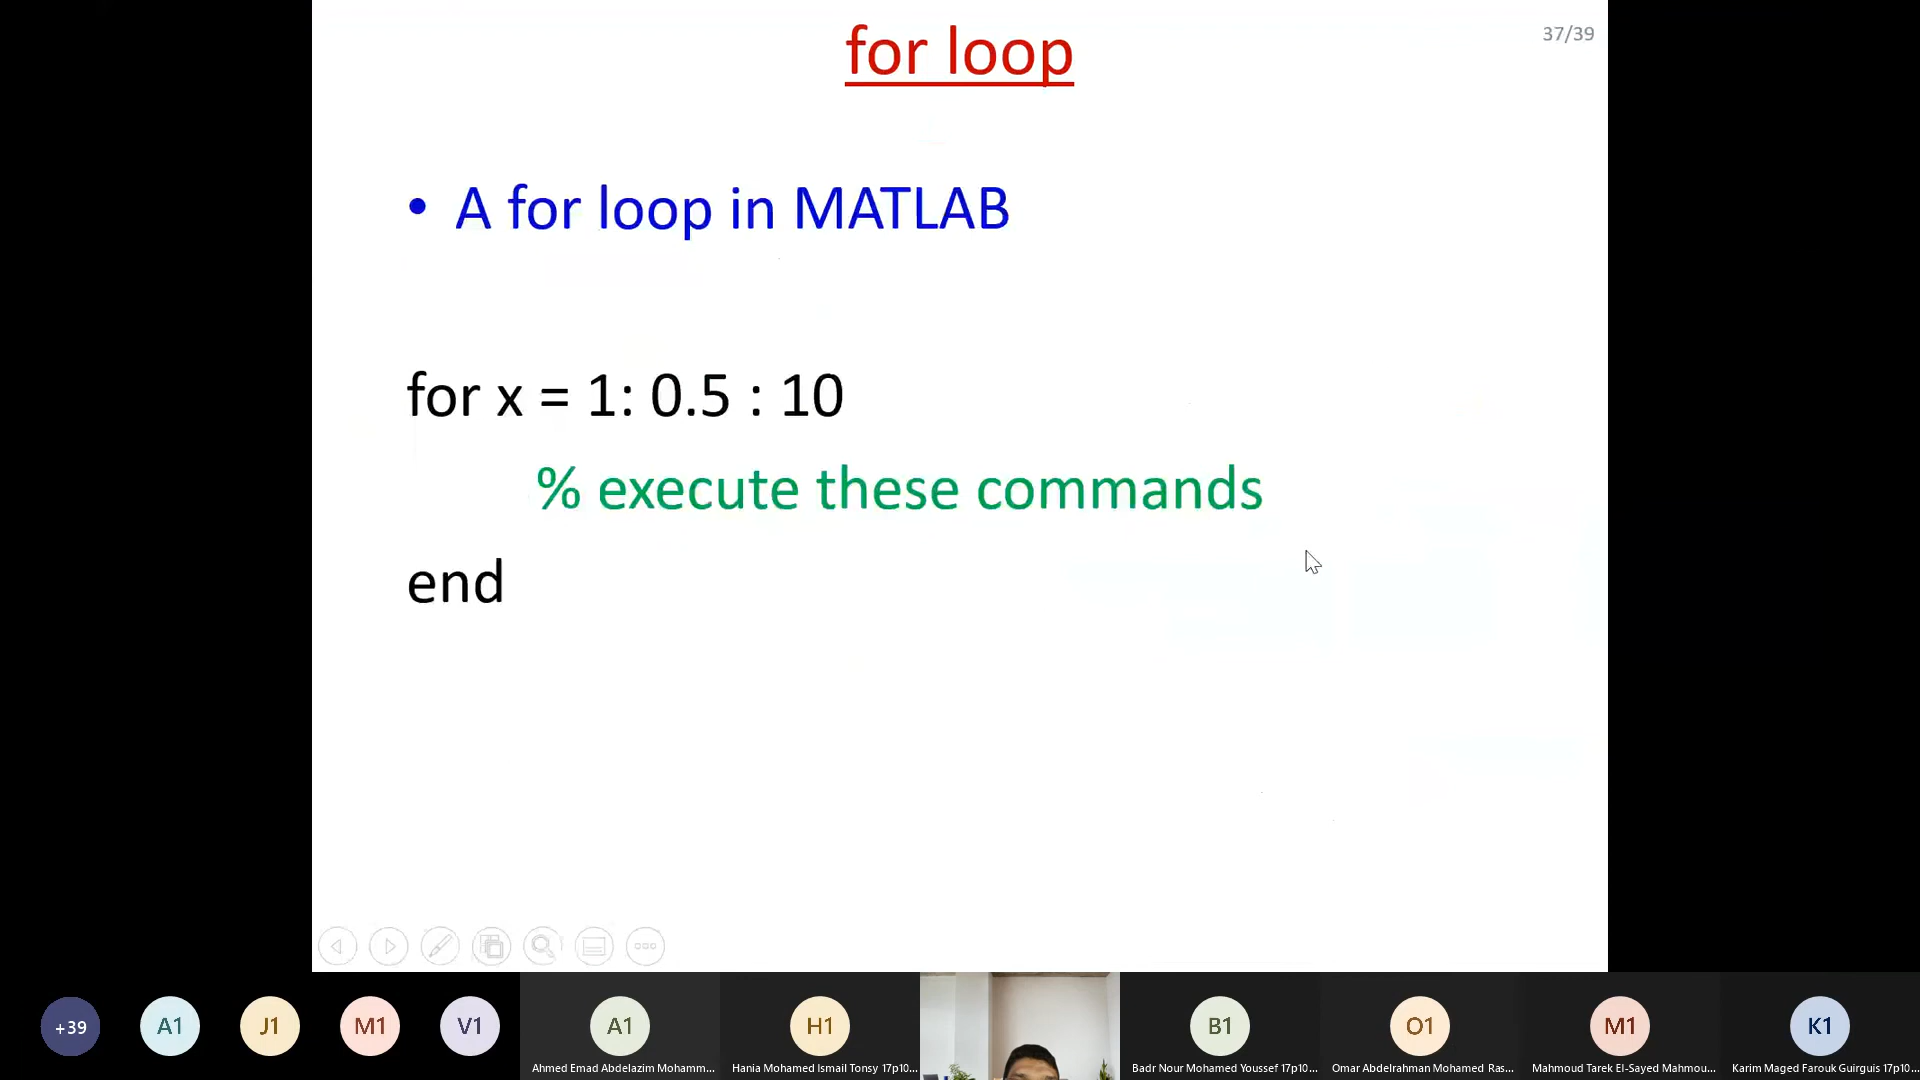 for loop
37/39
• A for loop in MATLAB
for x = 1: 0.5 : 10
% execute these commands
end
+39
A1
J1
M1
V1
A1
H1
B1
O1
M1
K1
Ahmed Emad Abdelazim Mohamm...
Hania Mohamed Ismail Tonsy 17p10...
Badr Nour Mohamed Youssef 17p10...
Omar Abdelrahman Mohamed Ras...
Mahmoud Tarek El-Sayed Mahmou...
Karim Maged Farouk Guirguis 17p10...